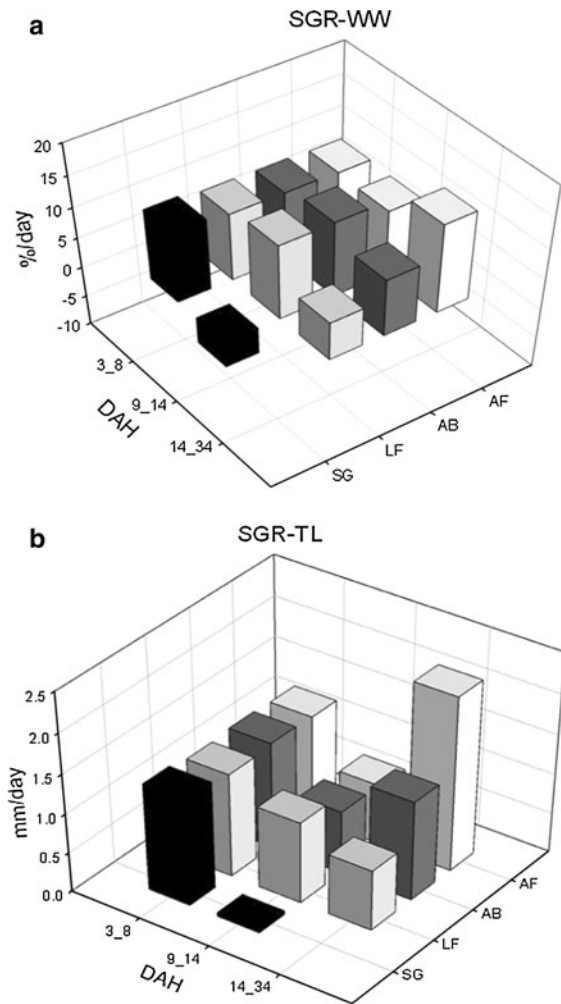 a
SGR-WW
20
15
10
5
0
-5
-10
%/day
3_8
9_14
14_34
DAH
SG
LF
AB
AF
b
SGR-TL
2.5
2.0
1.5
1.0
0.5
0.0
mm/day
3_8
9_14
14_34
DAH
SG
LF
AB
AF